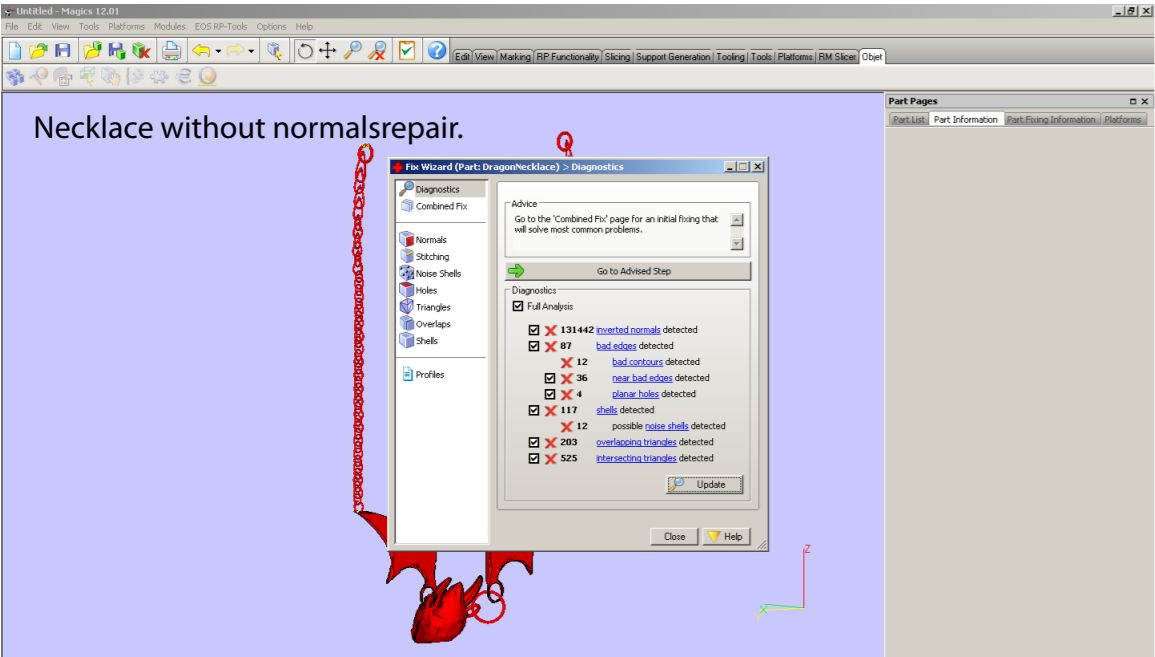 Untitled - Magics 12.01
File Edit View Tools Platforms Modules EOS RP-Tools Options Help
Edit View Marking RP Functionality Slicing Support Generation Tooling Tools Platforms RM Slicer Objet
Part Pages
Part List Part Information Part Fixing Information Platforms
Necklace without normalsrepair.
Fix Wizard (Part: DragonNecklace) > Diagnostics
Diagnostics
Combined Fix
Normals
Stitching
Noise Shells
Holes
Triangles
Overlaps
Shells
Profiles
Advice
Go to the 'Combined Fix' page for an initial fixing that
will solve most common problems.
Go to Advised Step
Diagnostics
Full Analysis
131442 inverted normals detected
87 bad edges detected
12 bad contours detected
36 near bad edges detected
4 planar holes detected
117 shells detected
12 possible noise shells detected
203 overlapping triangles detected
525 intersecting triangles detected
Update
Close Help
Z
X